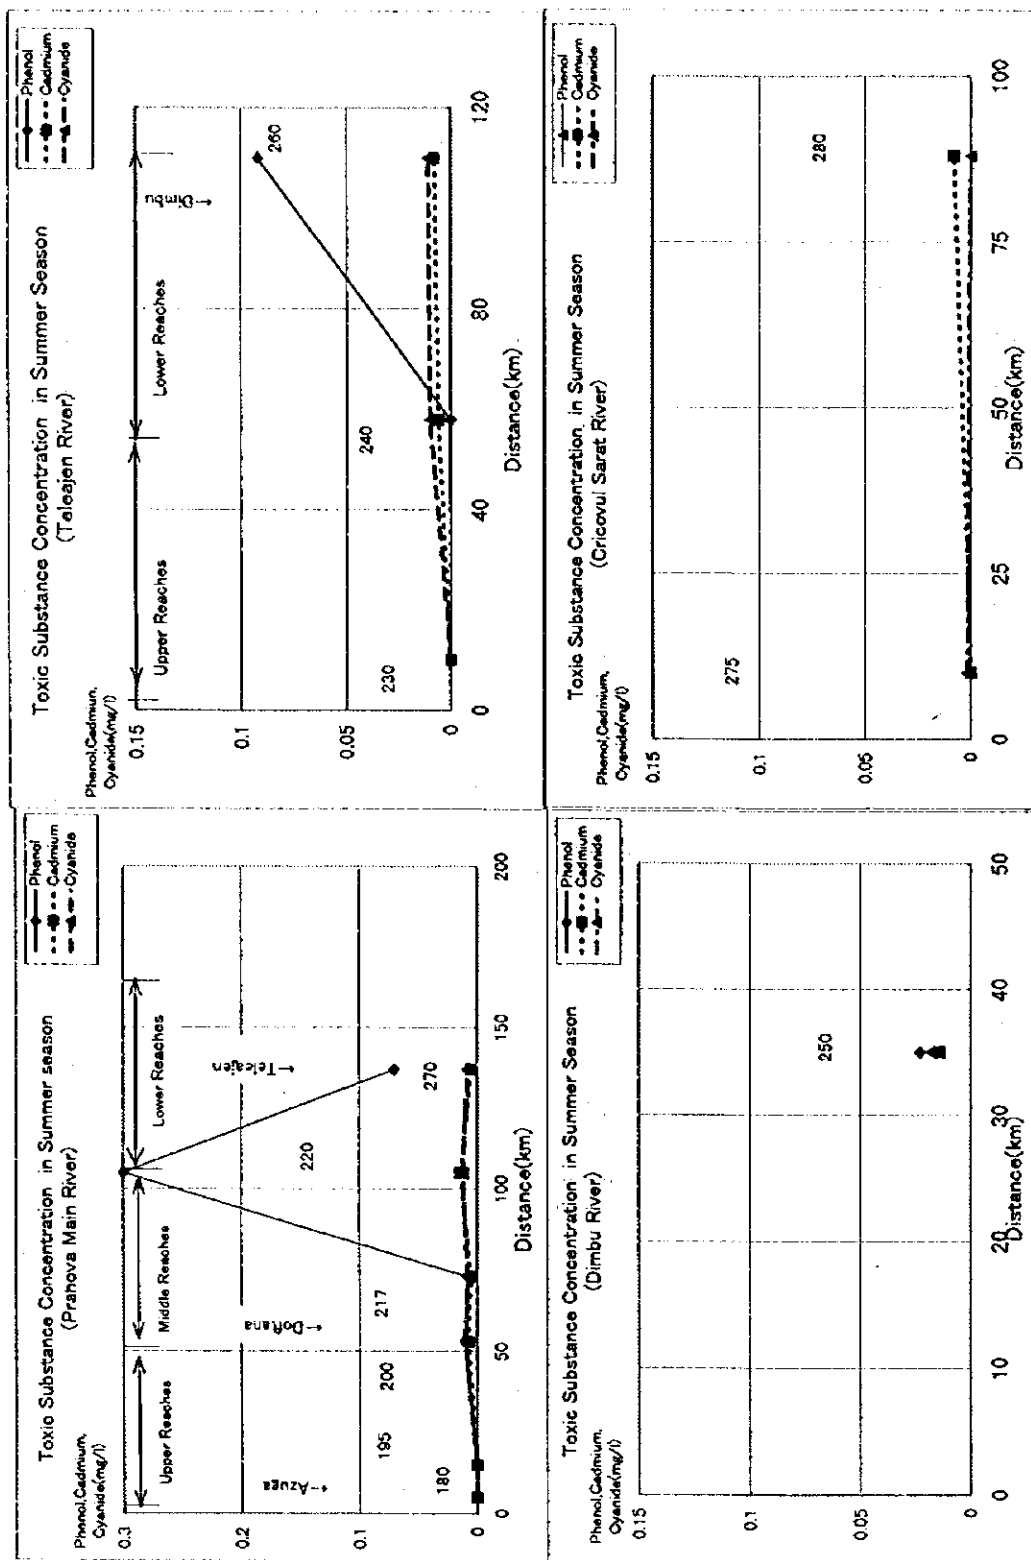 Toxic Substance Concentration in Summer season
(Prahova Main River)
Phenol,Cadmium,
Cyanide(mg/l)
Phenol
Cadmium
Cyanide
Upper Reaches
Middle Reaches
Lower Reaches
←Azuga
←Doftana
←Teleajen
0.3
0.2
0.1
0
180
195
200
217
220
270
0
50
100
150
200
Distance(km)
Toxic Substance Concentration in Summer Season
(Teleajen River)
Phenol,Cadmium,
Cyanide(mg/l)
Phenol
Cadmium
Cyanide
Upper Reaches
Lower Reaches
←Dimbu
0.15
0.1
0.05
0
230
240
260
0
40
80
120
Distance(km)
Toxic Substance Concentration in Summer Season
(Dimbu River)
Phenol,Cadmium,
Cyanide(mg/l)
Phenol
Cadmium
Cyanide
0.15
0.1
0.05
0
250
0
10
20
30
40
50
Distance(km)
Toxic Substance Concentration in Summer Season
(Cricovul Sarat River)
Phenol,Cadmium,
Cyanide(mg/l)
Phenol
Cadmium
Cyanide
0.15
0.1
0.05
0
275
280
0
25
50
75
100
Distance(km)